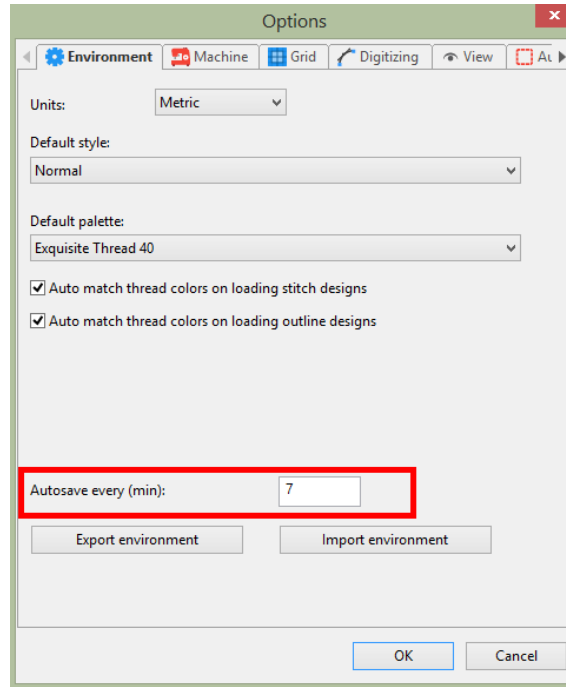 Options
Environment Machine Grid Digitizing View
Units: Metric
Default style:
Normal
Default palette:
Exquisite Thread 40
Auto match thread colors on loading stitch designs
Auto match thread colors on loading outline designs
Autosave every (min): 7
Export environment Import environment
OK Cancel